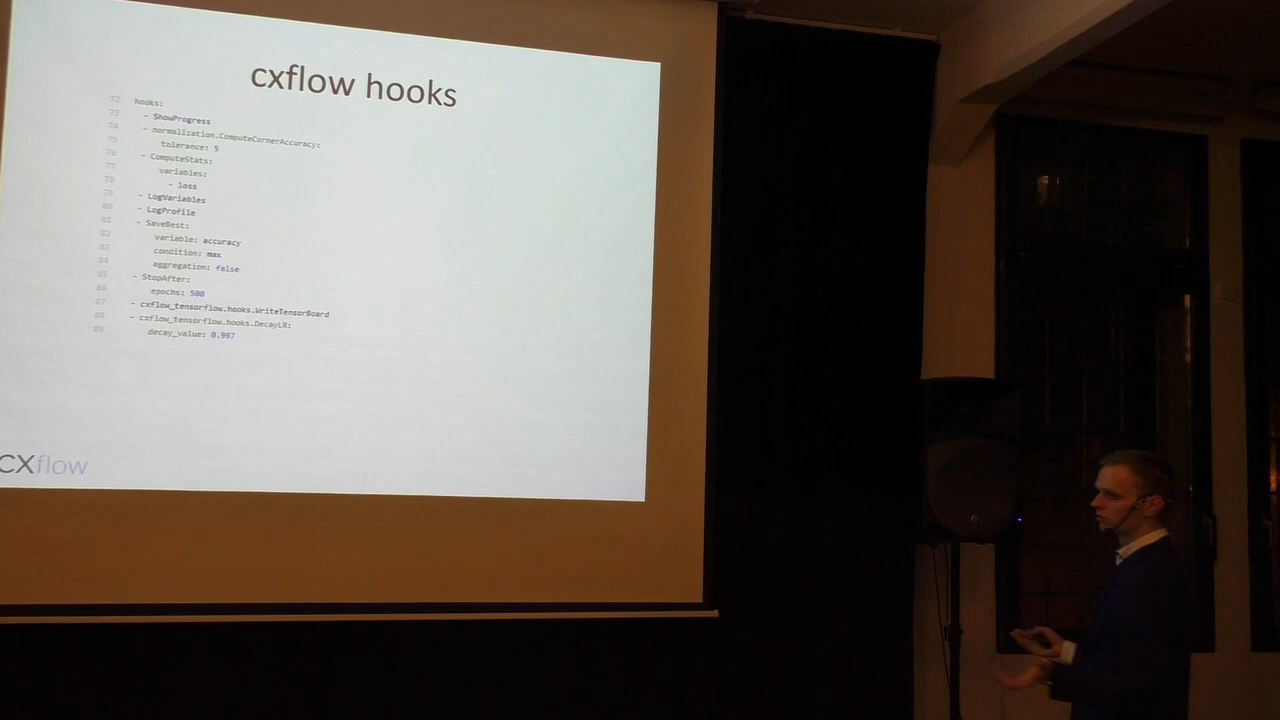 cxflow hooks
72 hooks:
73 - ShowProgress
74 - normalization.ComputeCornerAccuracy:
75 tolerance: 5
76 - ComputeStats:
77 variables:
78 - loss
79 - LogVariables
80 - LogProfile
81 - SaveBest:
82 variable: accuracy
83 condition: max
84 aggregation: false
85 - StopAfter:
86 epochs: 500
87 - cxflow_tensorflow.hooks.WriteTensorBoard
88 - cxflow_tensorflow.hooks.DecayLR:
89 decay_value: 0.997
CXflow